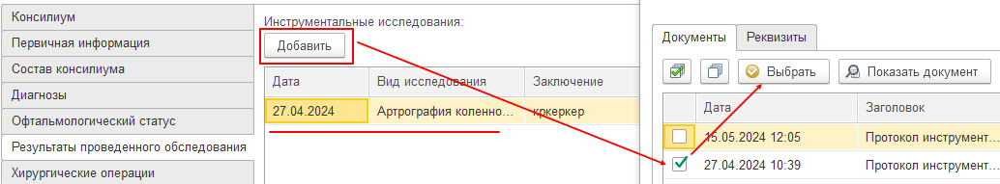 Консилиум
Первичная информация
Состав консилиума
Диагнозы
Офтальмологический статус
Результаты проведенного обследования
Хирургические операции
Инструментальные исследования:
Добавить
Дата Вид исследования Заключение
27.04.2024 Артрография коленно... кркеркер
Документы Реквизиты
Выбрать Показать документ
Дата Заголовок
15.05.2024 12:05 Протокол инструмент...
27.04.2024 10:39 Протокол инструмент...